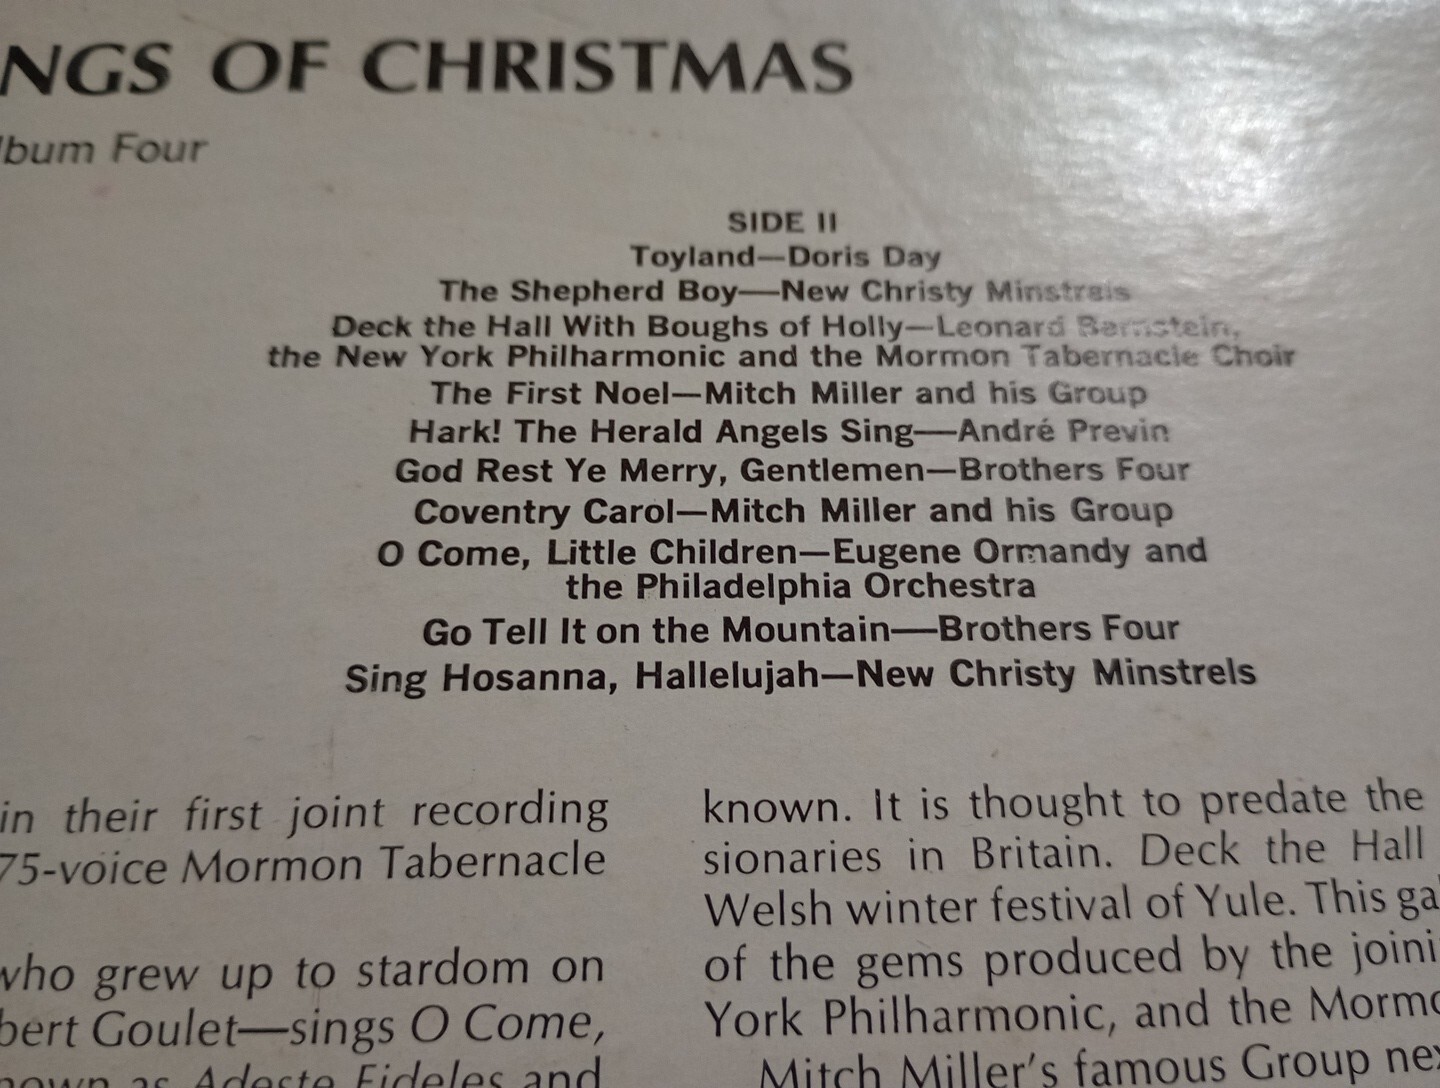 NGS OF CHRISTMAS
lbum Four
SIDE II
Toyland—Doris Day
The Shepherd Boy—New Christy Minstrels
Deck the Hall With Boughs of Holly—Leonard Bernstein,
the New York Philharmonic and the Mormon Tabernacle Choir
The First Noel—Mitch Miller and his Group
Hark! The Herald Angels Sing—André Previn
God Rest Ye Merry, Gentlemen—Brothers Four
Coventry Carol—Mitch Miller and his Group
O Come, Little Children—Eugene Ormandy and
the Philadelphia Orchestra
Go Tell It on the Mountain—Brothers Four
Sing Hosanna, Hallelujah—New Christy Minstrels
in their first joint recording
75-voice Mormon Tabernacle
who grew up to stardom on
bert Goulet—sings O Come,
nown as Adeste Fideles and
known. It is thought to predate the
sionaries in Britain. Deck the Hall
Welsh winter festival of Yule. This ga
of the gems produced by the joini
York Philharmonic, and the Mormo
Mitch Miller's famous Group nex